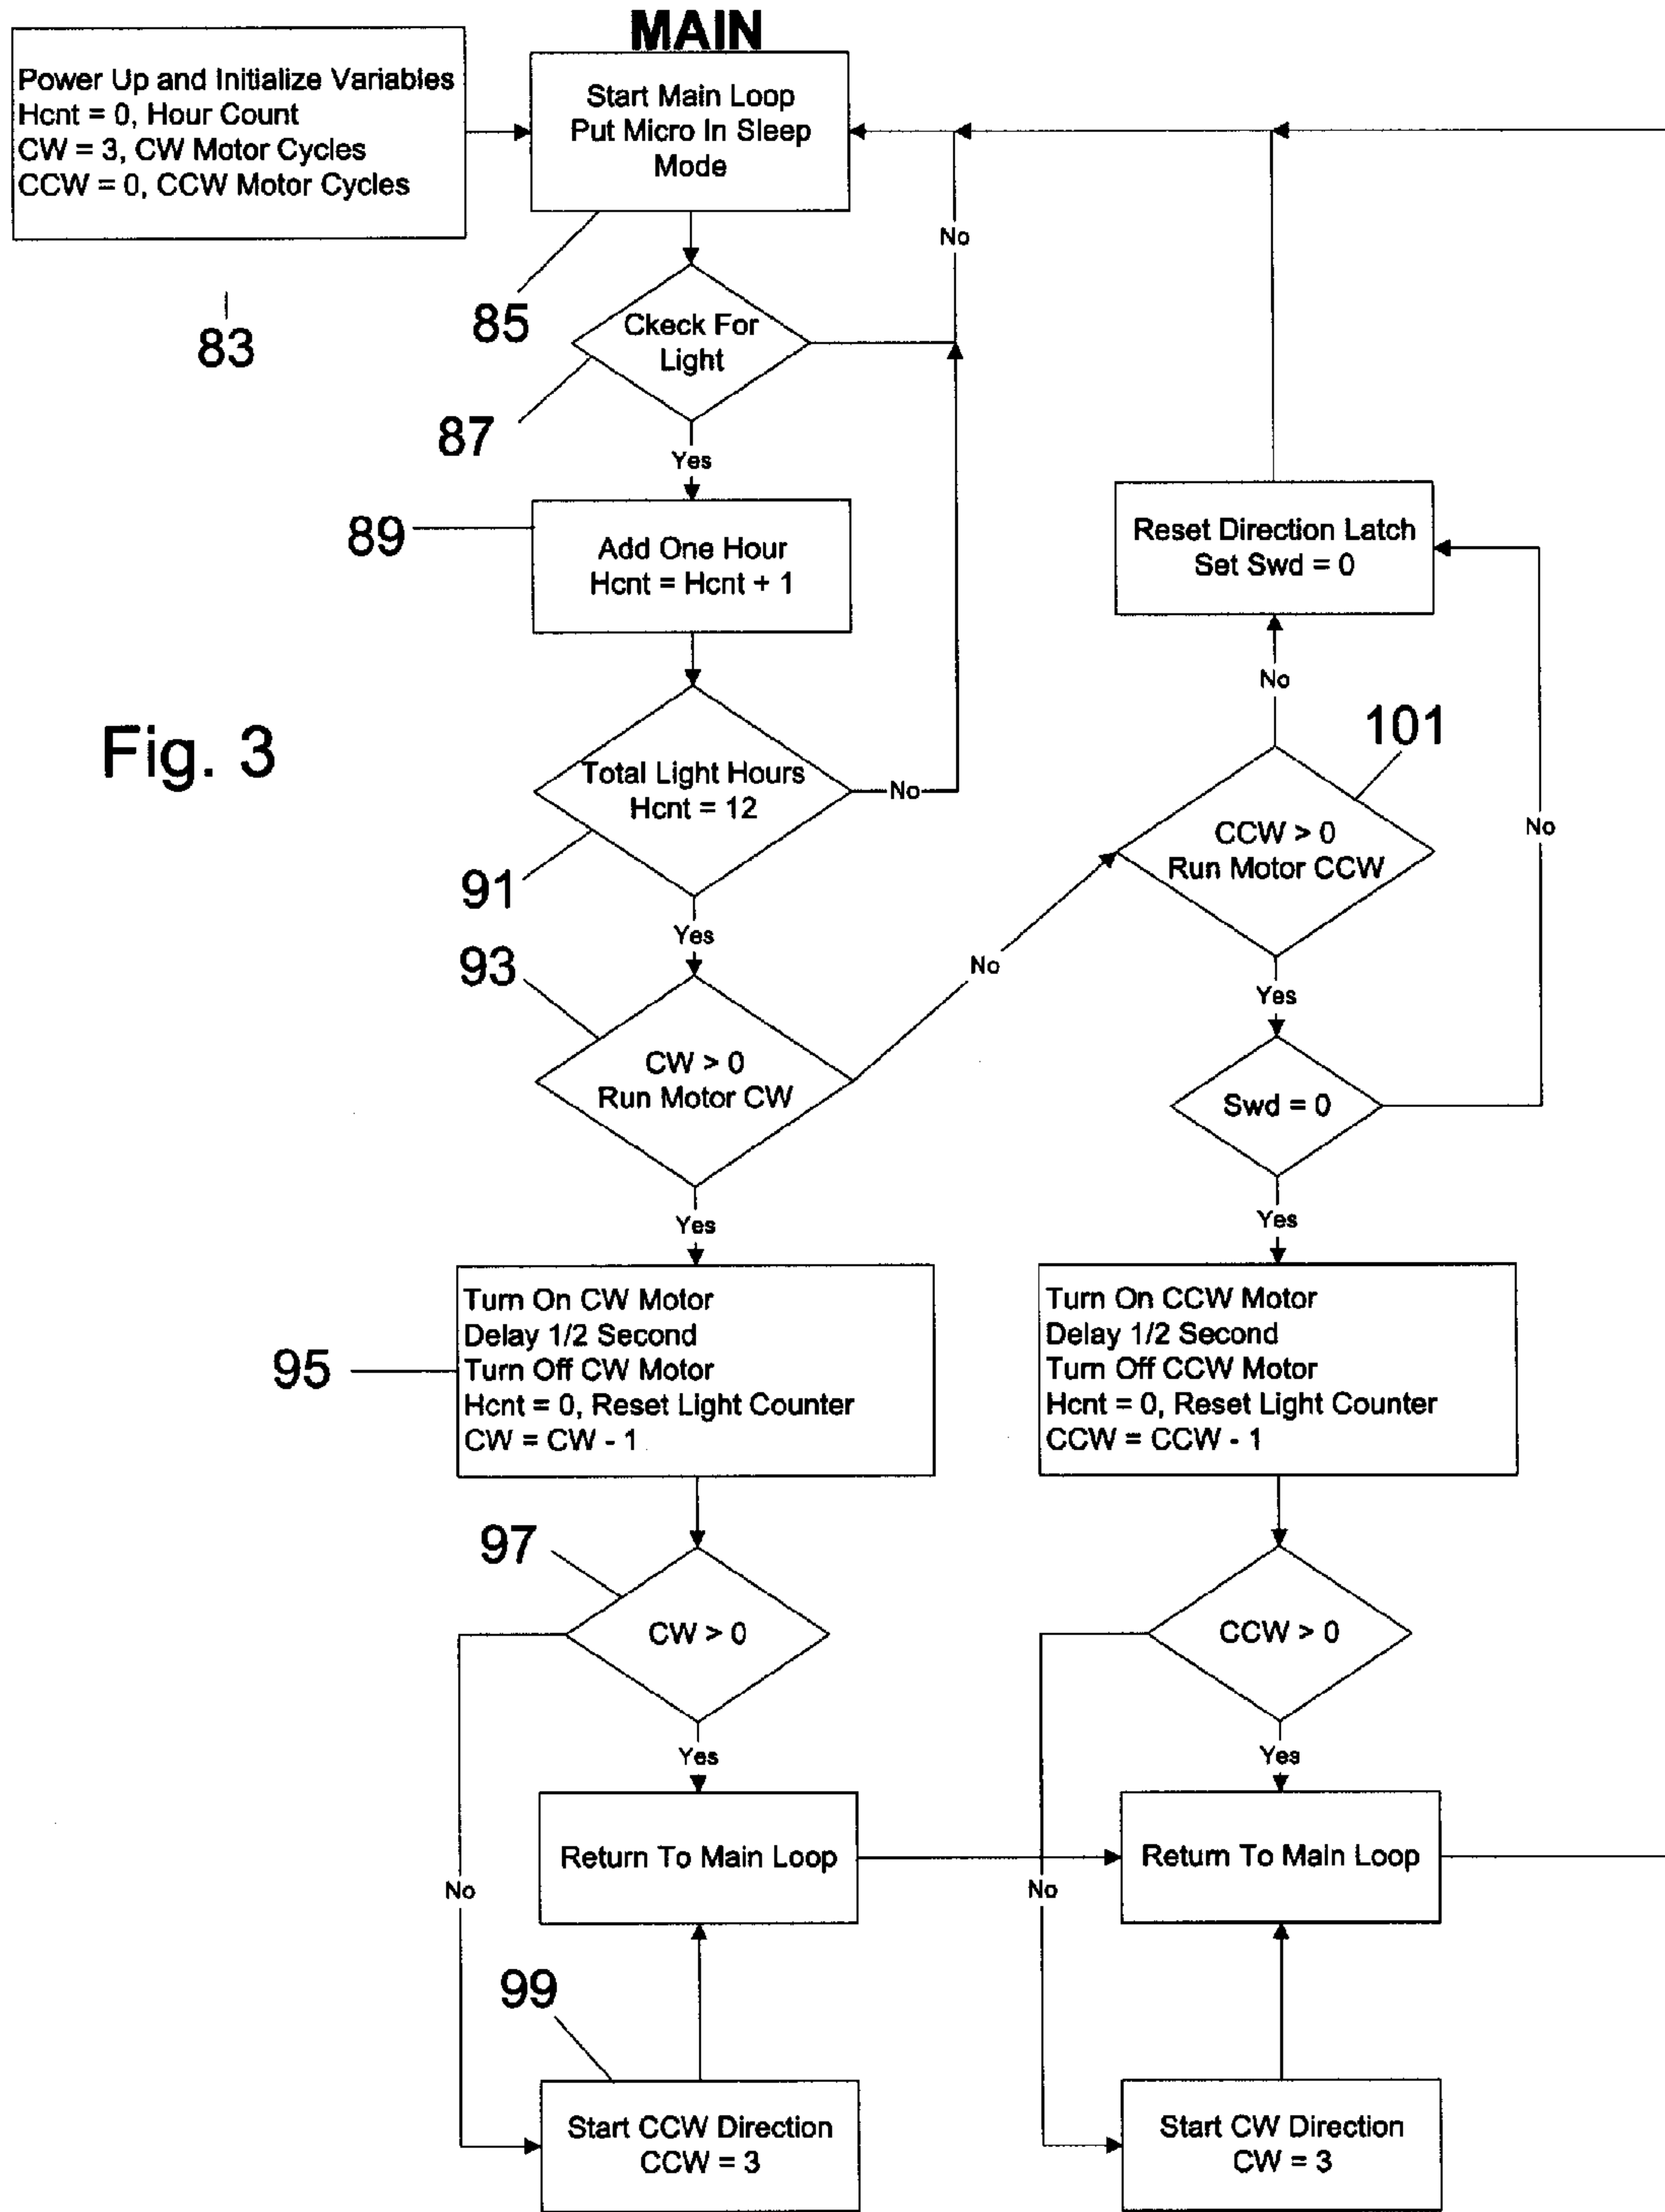 MAIN
Power Up and Initialize Variables
Hcnt = 0, Hour Count
CW = 3, CW Motor Cycles
CCW = 0, CCW Motor Cycles
83
Start Main Loop
Put Micro In Sleep
Mode
85
No
Ckeck For
Light
87
Yes
89
Add One Hour
Hcnt = Hcnt + 1
Reset Direction Latch
Set Swd = 0
No
Fig. 3
Total Light Hours
Hcnt = 12
No
91
Yes
101
CCW > 0
Run Motor CCW
No
93
CW > 0
Run Motor CW
No
Yes
Swd = 0
Yes
Yes
95
Turn On CW Motor
Delay 1/2 Second
Turn Off CW Motor
Hcnt = 0, Reset Light Counter
CW = CW - 1
Turn On CCW Motor
Delay 1/2 Second
Turn Off CCW Motor
Hcnt = 0, Reset Light Counter
CCW = CCW - 1
97
CW > 0
CCW > 0
Yes
Yes
Return To Main Loop
Return To Main Loop
No
No
99
Start CCW Direction
CCW = 3
Start CW Direction
CW = 3